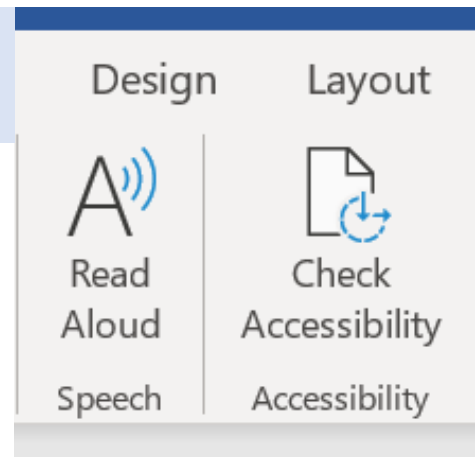 Design Layout
Read Check
Aloud Accessibility
Speech Accessibility